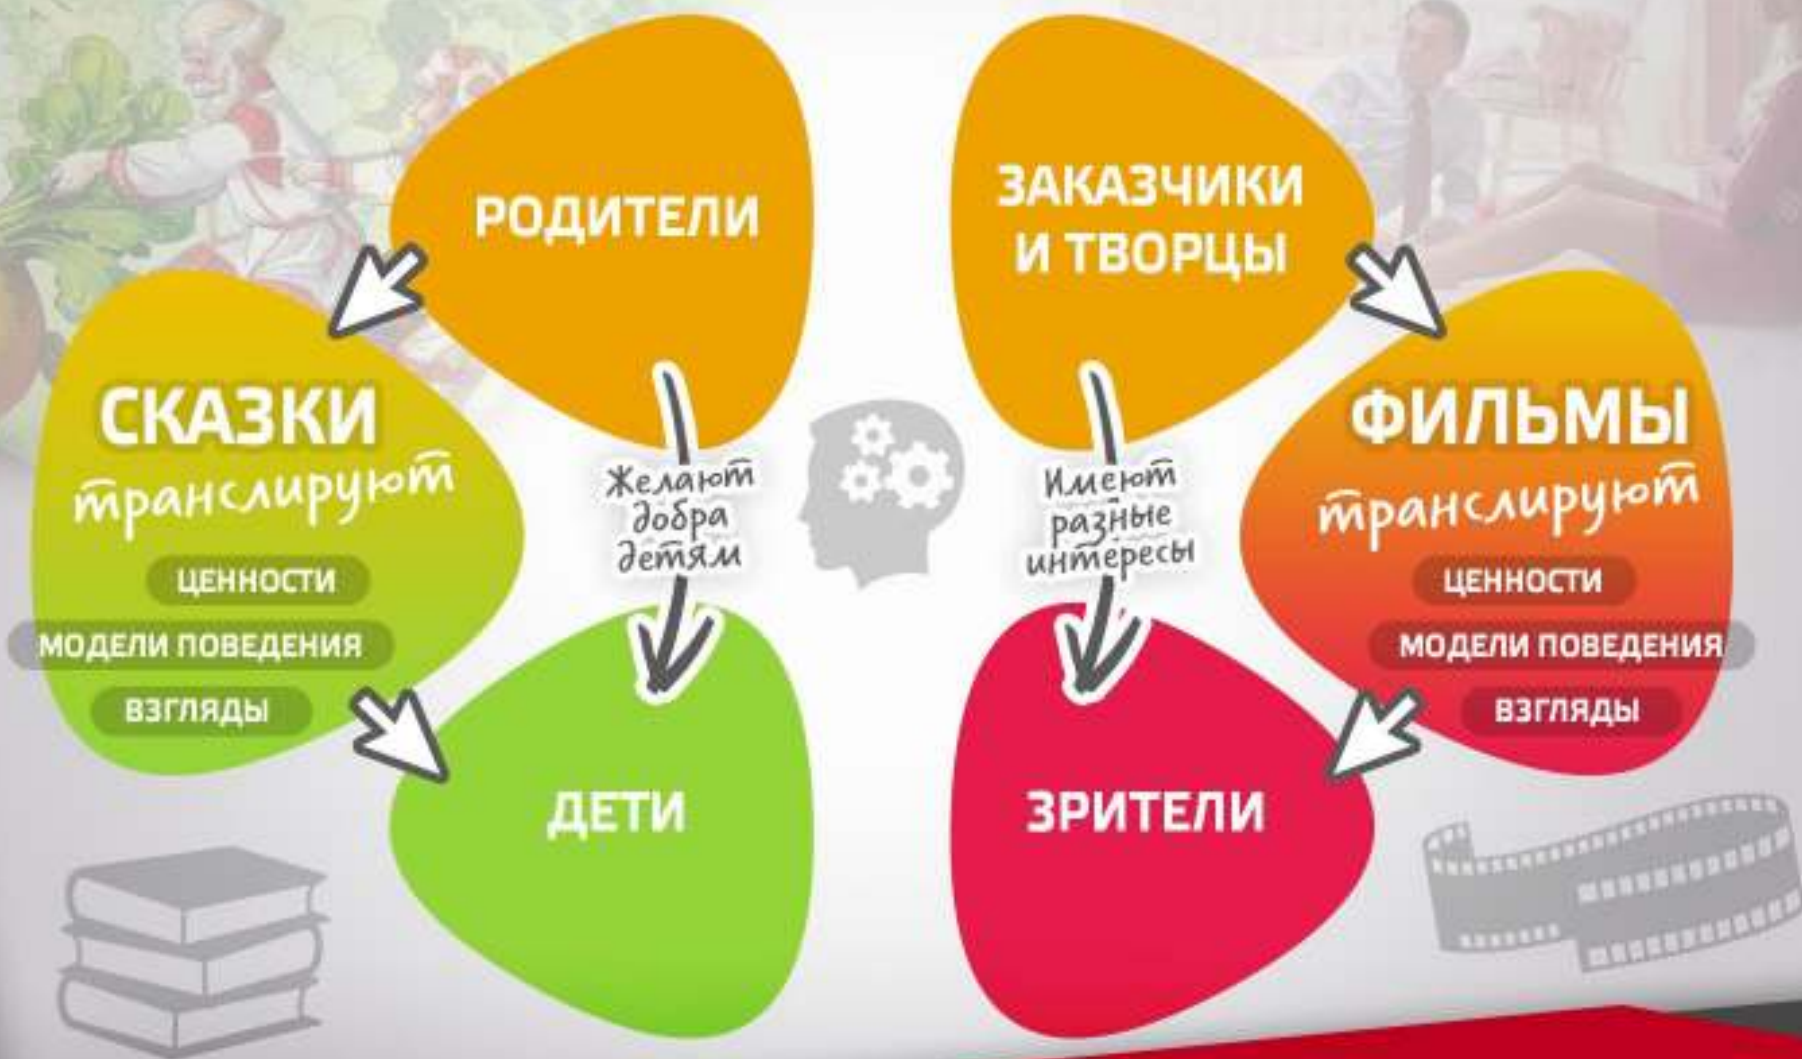 РОДИТЕЛИ
СКАЗКИ
транслируют
ЦЕННОСТИ
МОДЕЛИ ПОВЕДЕНИЯ
ВЗГЛЯДЫ
Желают
добра
детям
ДЕТИ
ЗАКАЗЧИКИ
И ТВОРЦЫ
Имеют
разные
интересы
ФИЛЬМЫ
транслируют
ЦЕННОСТИ
МОДЕЛИ ПОВЕДЕНИЯ
ВЗГЛЯДЫ
ЗРИТЕЛИ